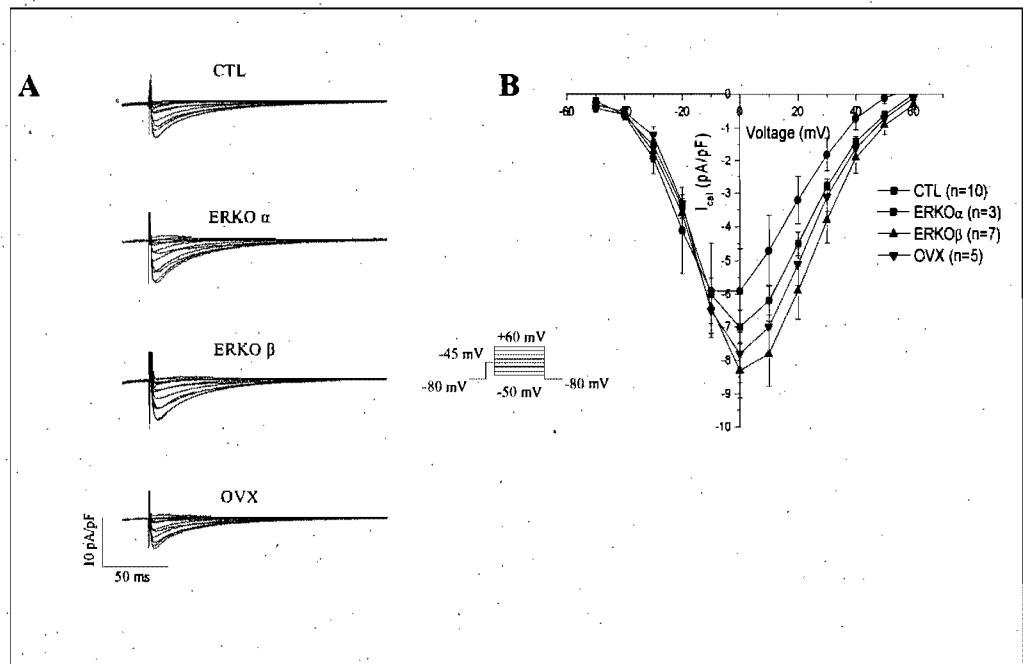 A
CTL
ERKO α
ERKO β
OVX
10 pA/pF
50 ms
+60 mV
-45 mV
-80 mV
-50 mV
-80 mV
B
-60
-40
-20
0
20
40
60
Voltage (mV)
I_cal (pA/pF)
0
-1
-2
-3
-4
-5
-6
-7
-8
-9
-10
CTL (n=10)
ERKOα (n=3)
ERKOβ (n=7)
OVX (n=5)